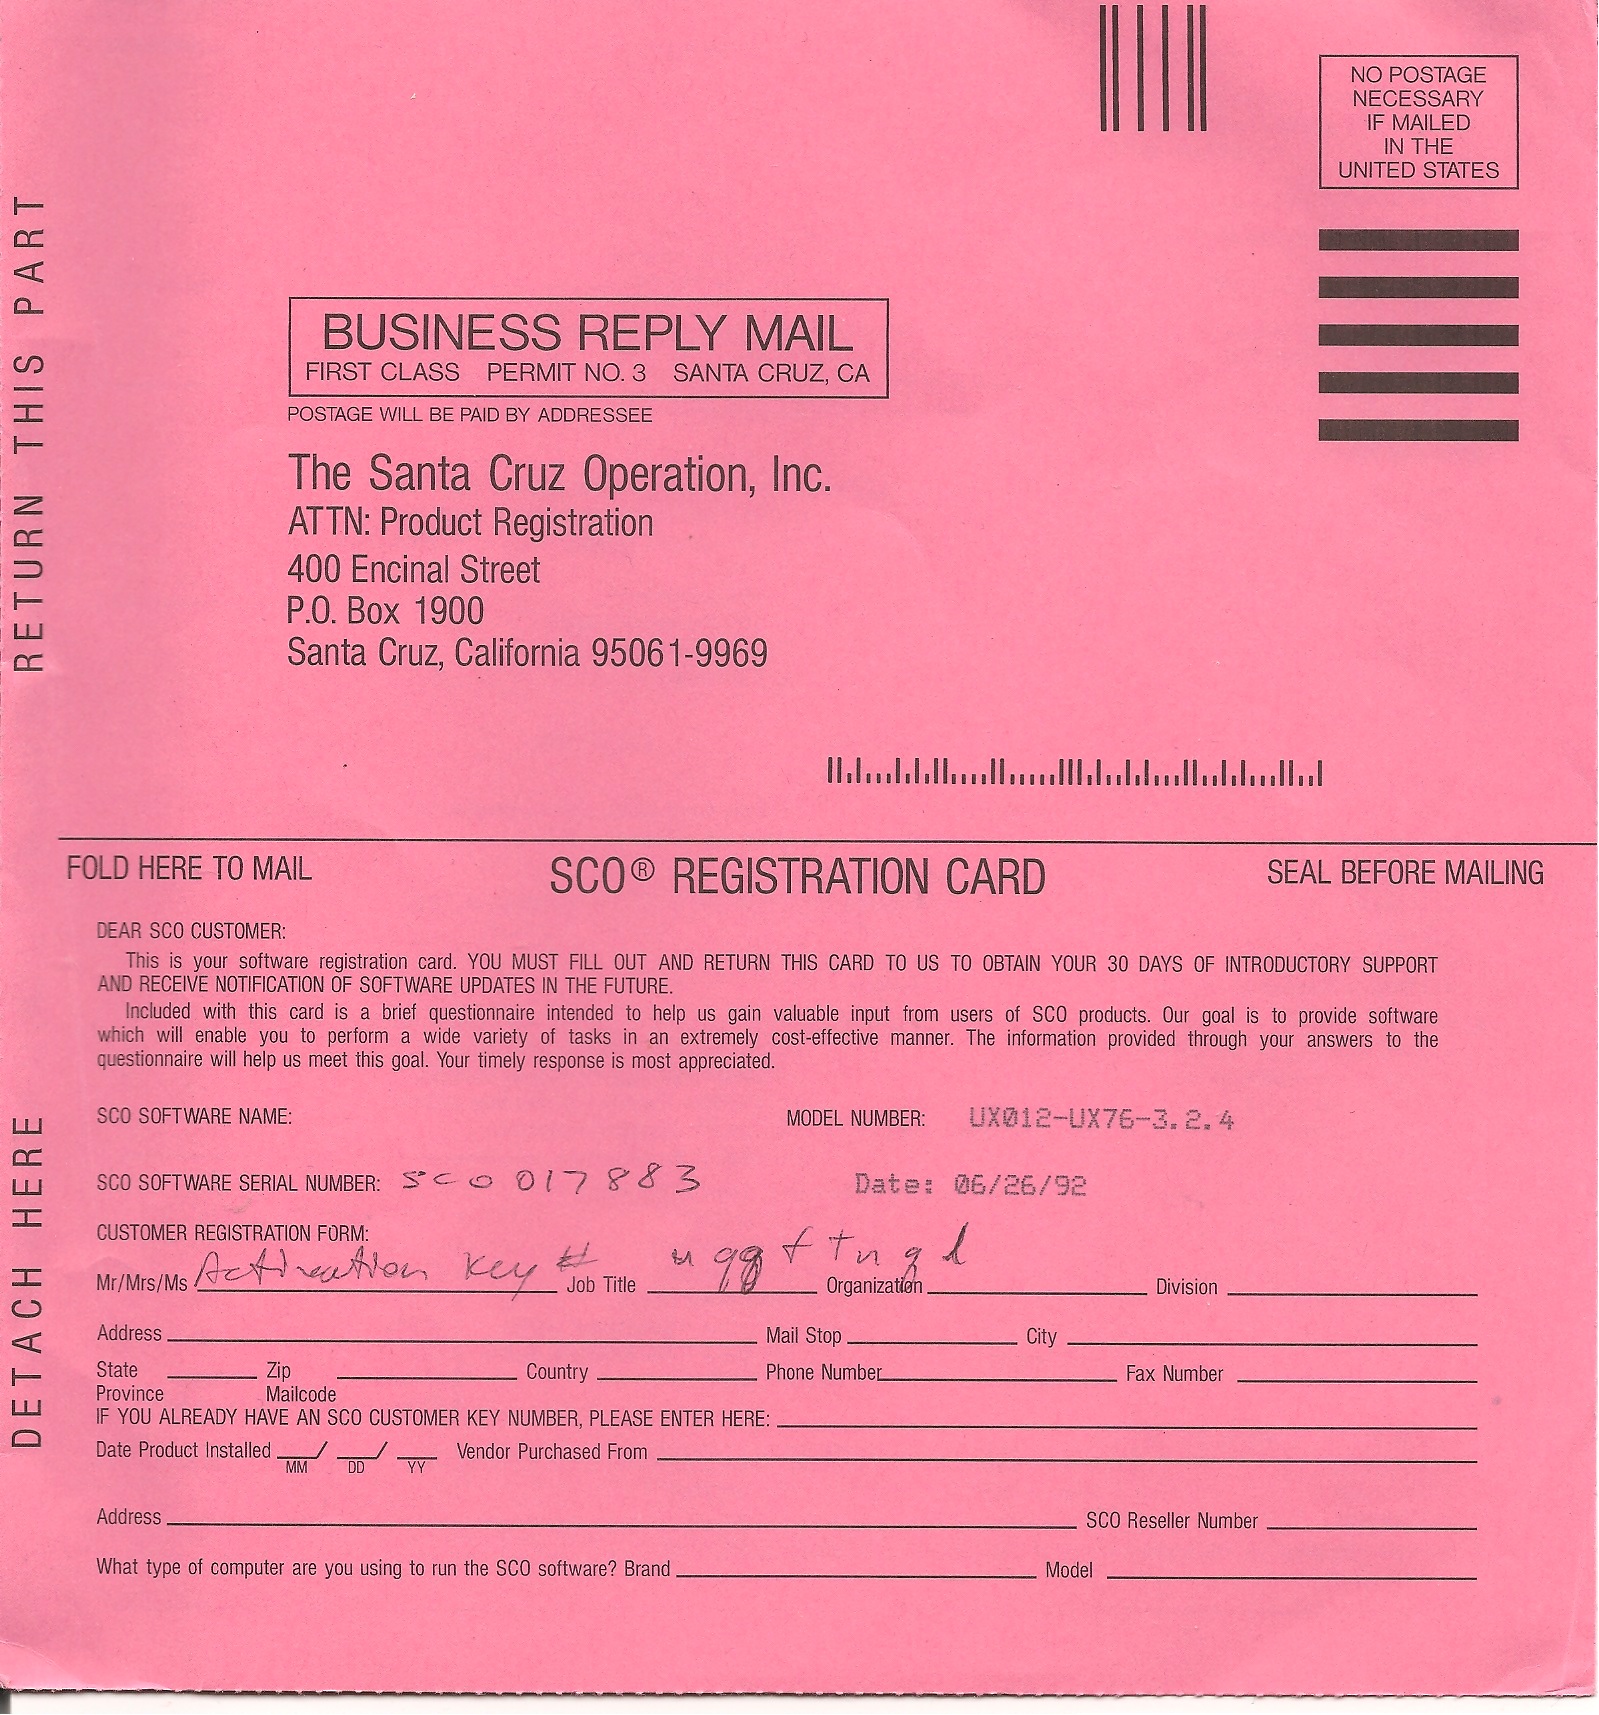 NO POSTAGE
NECESSARY
IF MAILED
IN THE
UNITED STATES
RETURN THIS PART
BUSINESS REPLY MAIL
FIRST CLASS PERMIT NO. 3 SANTA CRUZ, CA
POSTAGE WILL BE PAID BY ADDRESSEE
The Santa Cruz Operation, Inc.
ATTN: Product Registration
400 Encinal Street
P.O. Box 1900
Santa Cruz, California 95061-9969
FOLD HERE TO MAIL SCO® REGISTRATION CARD SEAL BEFORE MAILING
DETACH HERE
DEAR SCO CUSTOMER:
This is your software registration card. YOU MUST FILL OUT AND RETURN THIS CARD TO US TO OBTAIN YOUR 30 DAYS OF INTRODUCTORY SUPPORT
AND RECEIVE NOTIFICATION OF SOFTWARE UPDATES IN THE FUTURE.
Included with this card is a brief questionnaire intended to help us gain valuable input from users of SCO products. Our goal is to provide software
which will enable you to perform a wide variety of tasks in an extremely cost-effective manner. The information provided through your answers to the
questionnaire will help us meet this goal. Your timely response is most appreciated.
SCO SOFTWARE NAME: MODEL NUMBER: UX012-UX76-3.2.4
SCO SOFTWARE SERIAL NUMBER: SCO 017883 Date: 06/26/92
CUSTOMER REGISTRATION FORM:
Activation Key #
Mr/Mrs/Ms Job Title Organization Division
Address Mail Stop City
State Zip Country Phone Number Fax Number
Province Mailcode
IF YOU ALREADY HAVE AN SCO CUSTOMER KEY NUMBER, PLEASE ENTER HERE:
Date Product Installed / / Vendor Purchased From
MM DD YY
Address SCO Reseller Number
What type of computer are you using to run the SCO software? Brand Model